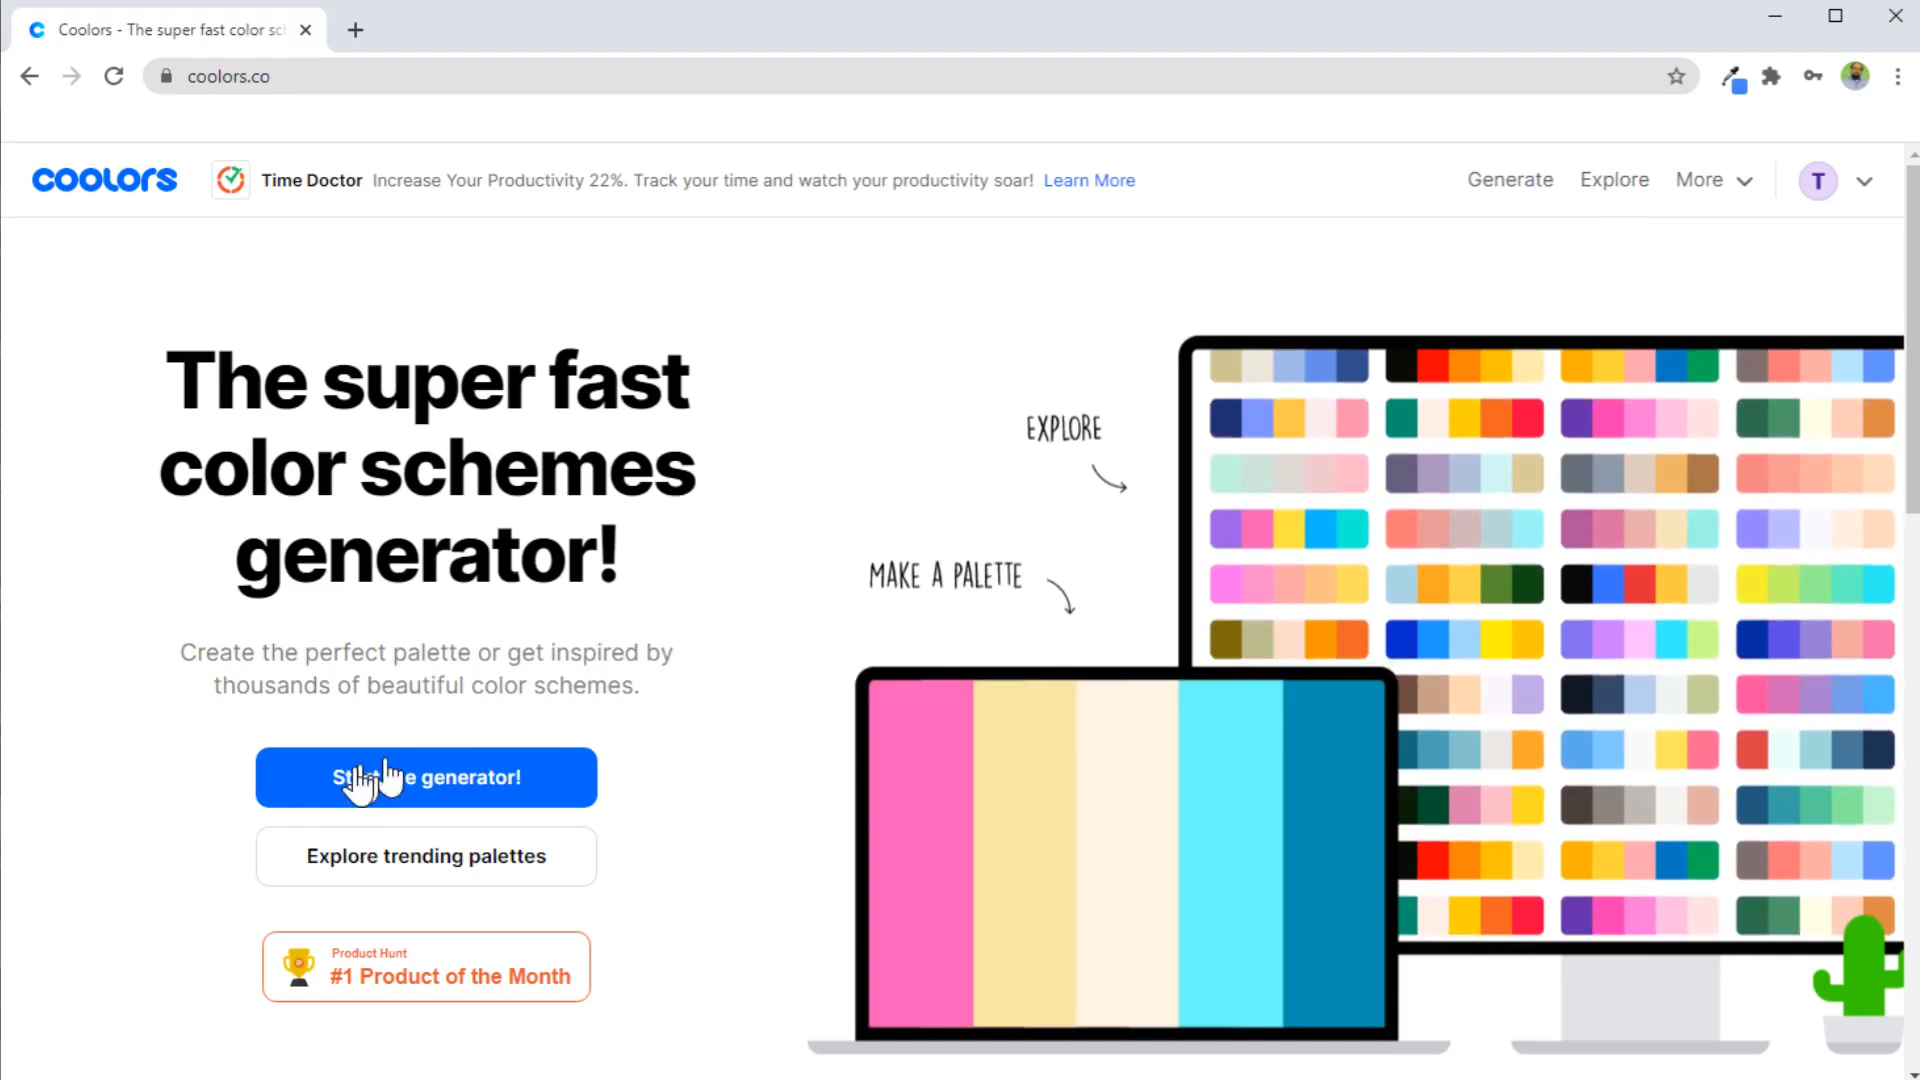 Coolors - The super fast color sc
coolors.co
coolors
Time Doctor Increase Your Productivity 22%. Track your time and watch your productivity soar! Learn More
Generate Explore More
T
The super fast
color schemes
generator!
Create the perfect palette or get inspired by
thousands of beautiful color schemes.
generator!
Explore trending palettes
Product Hunt
#1 Product of the Month
EXPLORE
MAKE A PALETTE